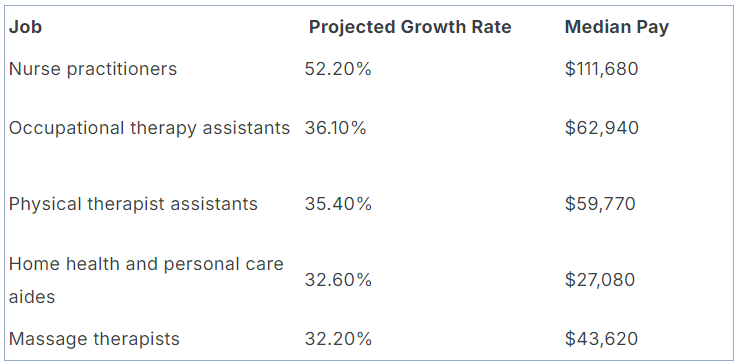 Job Projected Growth Rate Median Pay
Nurse practitioners 52.20% $111,680
Occupational therapy assistants 36.10% $62,940
Physical therapist assistants 35.40% $59,770
Home health and personal care
aides 32.60% $27,080
Massage therapists 32.20% $43,620